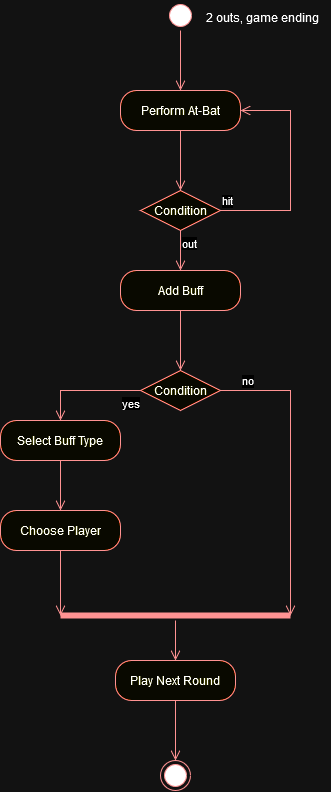 2 outs, game ending
Perform At-Bat
hit
Condition
out
Add Buff
Condition
no
yes
Select Buff Type
Choose Player
Play Next Round